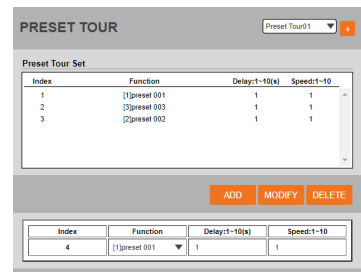 PRESET TOUR Preset Tour01 +
Preset Tour Set
Index Function Delay:1~10(s) Speed:1~10
1 [1]preset 001 1 1
2 [3]preset 003 1 1
3 [2]preset 002 1 1
ADD MODIFY DELETE
Index Function Delay:1~10(s) Speed:1~10
4 [1]preset 001 1 1